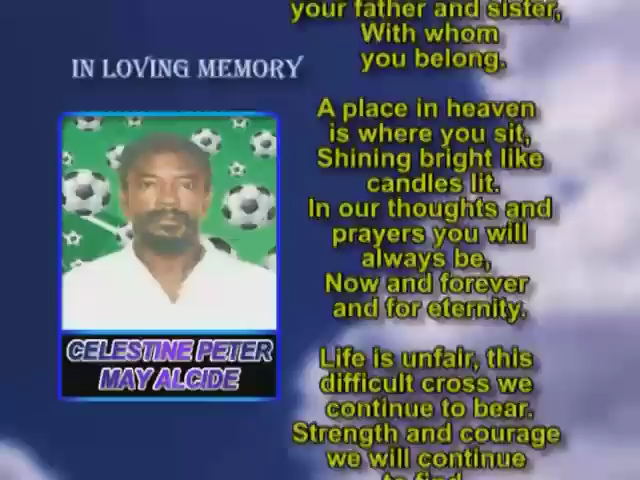 IN LOVING MEMORY
CELESTINE PETER
MAY ALCIDE
your father and sister,
With whom
you belong.
A place in heaven
is where you sit,
Shining bright like
candles lit.
In our thoughts and
prayers you will
always be,
Now and forever
and for eternity.
Life is unfair, this
difficult cross we
continue to bear.
Strength and courage
we will continue
to find